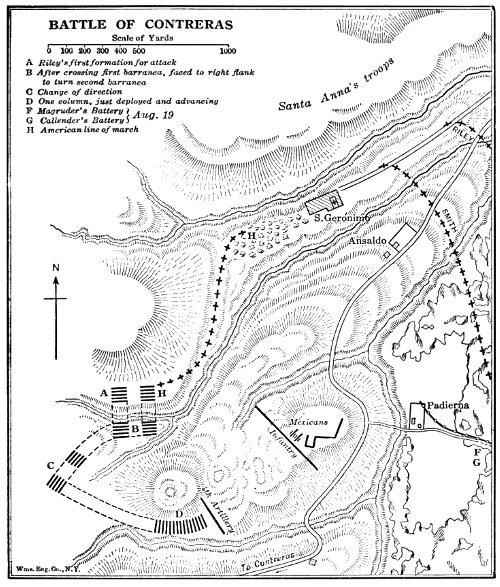 BATTLE OF CONTRERAS
Scale of Yards
0 100 200 300 400 500 1000
A Riley's first formation for attack
B After crossing first barranca, faced to right flank
to turn second barranca
C Change of direction
D One column, just deployed and advancing
F Magruder's Battery
G Callender's Battery } Aug. 19
H American line of march
Santa Anna's troops
RILEY
SMITH
S. Geronimo
H
Ansaldo
N
A
H
B
Padierna
Mexicans
Infantry
F
G
C
D
Artillery
To Contreras
Wms. Eng. Co., N.Y.